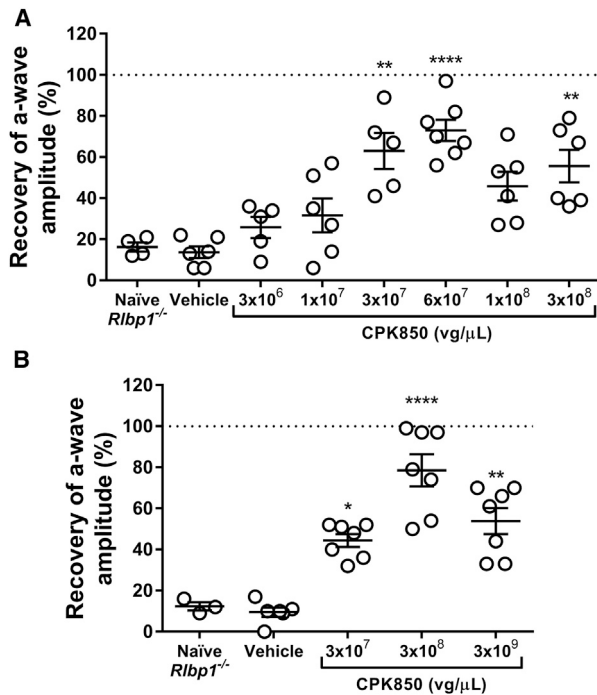 A
Recovery of a-wave
amplitude (%)
120
100
80
60
40
20
0
** **** **
Naïve Vehicle 3x10⁶ 1x10⁷ 3x10⁷ 6x10⁷ 1x10⁸ 3x10⁸
Rlbp1⁻/⁻
CPK850 (vg/μL)
B
Recovery of a-wave
amplitude (%)
120
100
80
60
40
20
0
* **** **
Naïve Vehicle 3x10⁷ 3x10⁸ 3x10⁹
Rlbp1⁻/⁻
CPK850 (vg/μL)